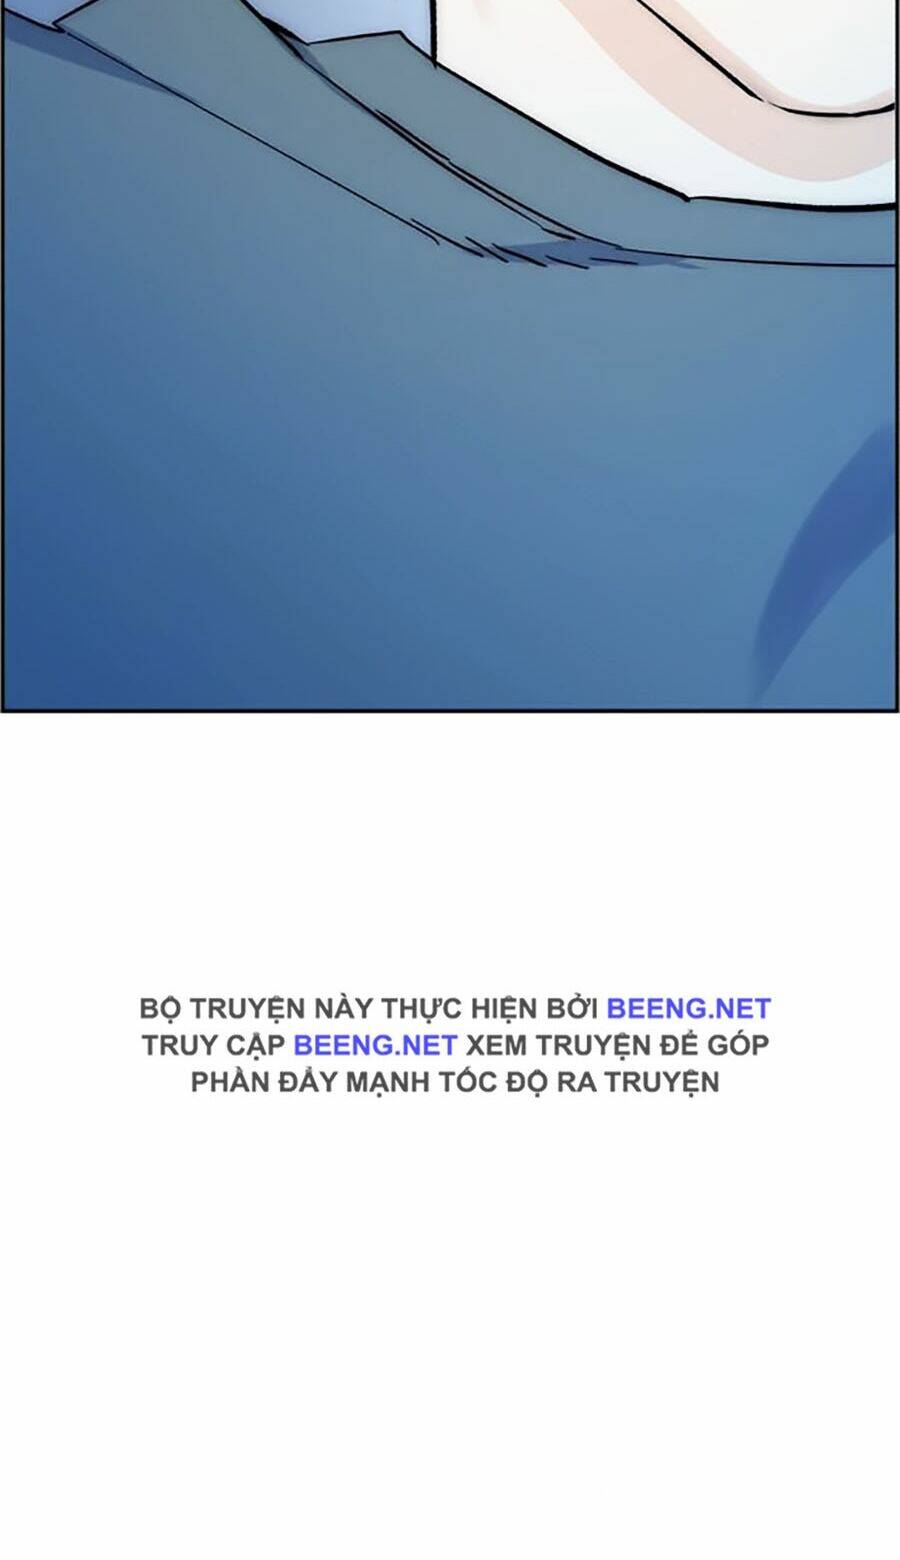 BỘ TRUYỆN NÀY THỰC HIỆN BỞI BEENG.NET
TRUY CẬP BEENG.NET XEM TRUYỆN ĐỂ GÓP
PHẦN ĐẨY MẠNH TỐC ĐỘ RA TRUYỆN